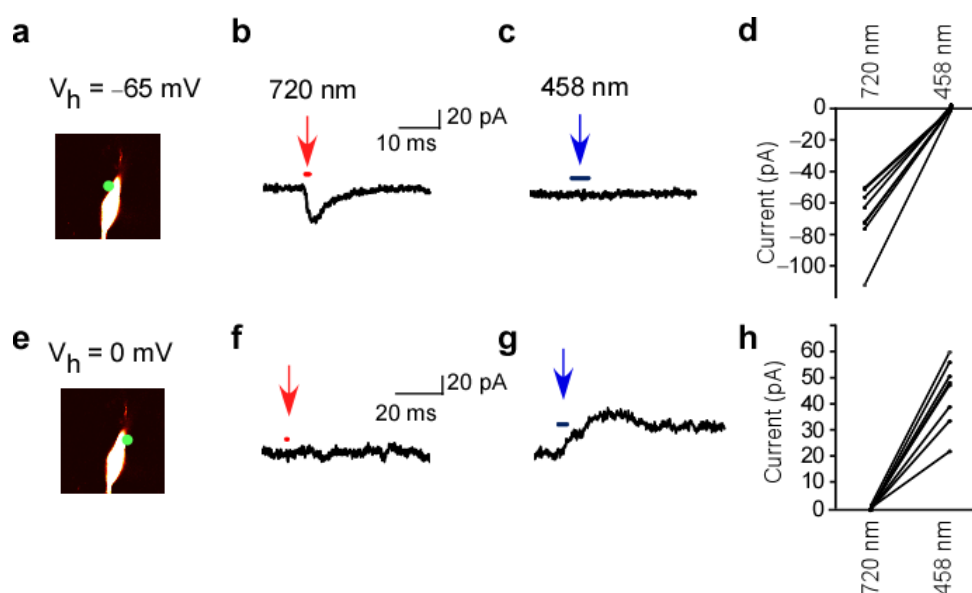 a
V_h = –65 mV
b
720 nm
20 pA
10 ms
c
458 nm
d
720 nm
458 nm
Current (pA)
0
–20
–40
–60
–80
–100
e
V_h = 0 mV
f
20 pA
20 ms
g
h
Current (pA)
60
50
40
30
20
10
0
720 nm
458 nm